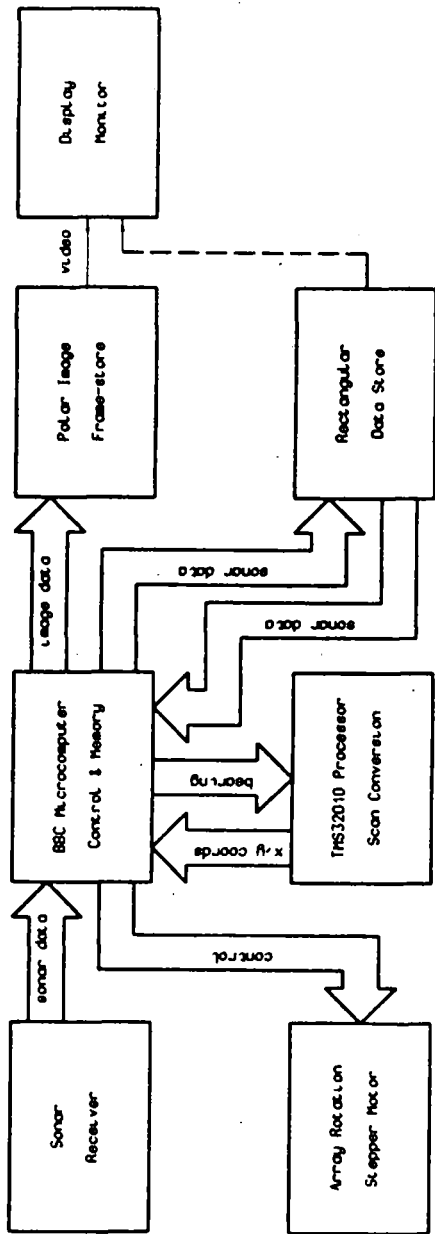 Sonar
Receiver
sonar data
BBC Microcomputer
Control & Memory
image data
Polar Image
Frame-store
video
Display
Monitor
control
x,y coords
bearing
sonar data
sonar data
Array Rotation
Stepper Motor
TMS32010 Processor
Scan Conversion
Rectangular
Data Store